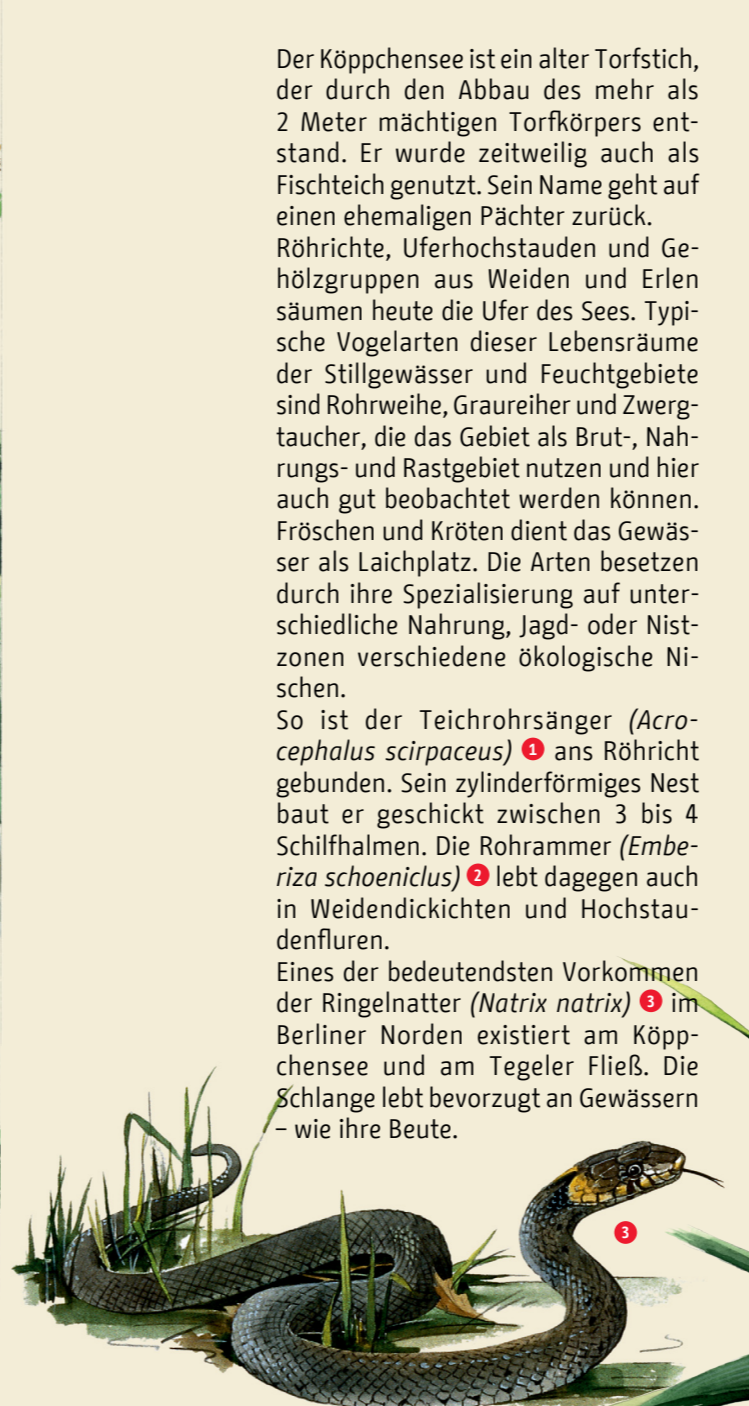 Der Köppchensee ist ein alter Torfstich,
der durch den Abbau des mehr als
2 Meter mächtigen Torfkörpers ent-
stand. Er wurde zeitweilig auch als
Fischteich genutzt. Sein Name geht auf
einen ehemaligen Pächter zurück.
Röhrichte, Uferhochstauden und Ge-
hölzgruppen aus Weiden und Erlen
säumen heute die Ufer des Sees. Typi-
sche Vogelarten dieser Lebensräume
der Stillgewässer und Feuchtgebiete
sind Rohrweihe, Graureiher und Zwerg-
taucher, die das Gebiet als Brut-, Nah-
rungs- und Rastgebiet nutzen und hier
auch gut beobachtet werden können.
Fröschen und Kröten dient das Gewäs-
ser als Laichplatz. Die Arten besetzen
durch ihre Spezialisierung auf unter-
schiedliche Nahrung, Jagd- oder Nist-
zonen verschiedene ökologische Ni-
schen.
So ist der Teichrohrsänger (Acro-
cephalus scirpaceus) 1 ans Röhricht
gebunden. Sein zylinderförmiges Nest
baut er geschickt zwischen 3 bis 4
Schilfhalmen. Die Rohrammer (Embe-
riza schoeniclus) 2 lebt dagegen auch
in Weidendickichten und Hochstau-
denfluren.
Eines der bedeutendsten Vorkommen
der Ringelnatter (Natrix natrix) 3 im
Berliner Norden existiert am Köpp-
chensee und am Tegeler Fließ. Die
Schlange lebt bevorzugt an Gewässern
– wie ihre Beute.
3